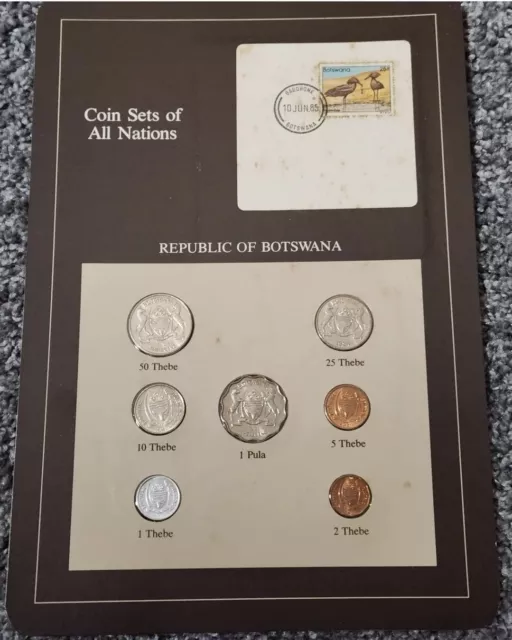 Coin Sets of
All Nations
Botswana
GABORONE
10 JUN. 85
BOTSWANA
REPUBLIC OF BOTSWANA
50 Thebe
25 Thebe
10 Thebe
1 Pula
5 Thebe
1 Thebe
2 Thebe